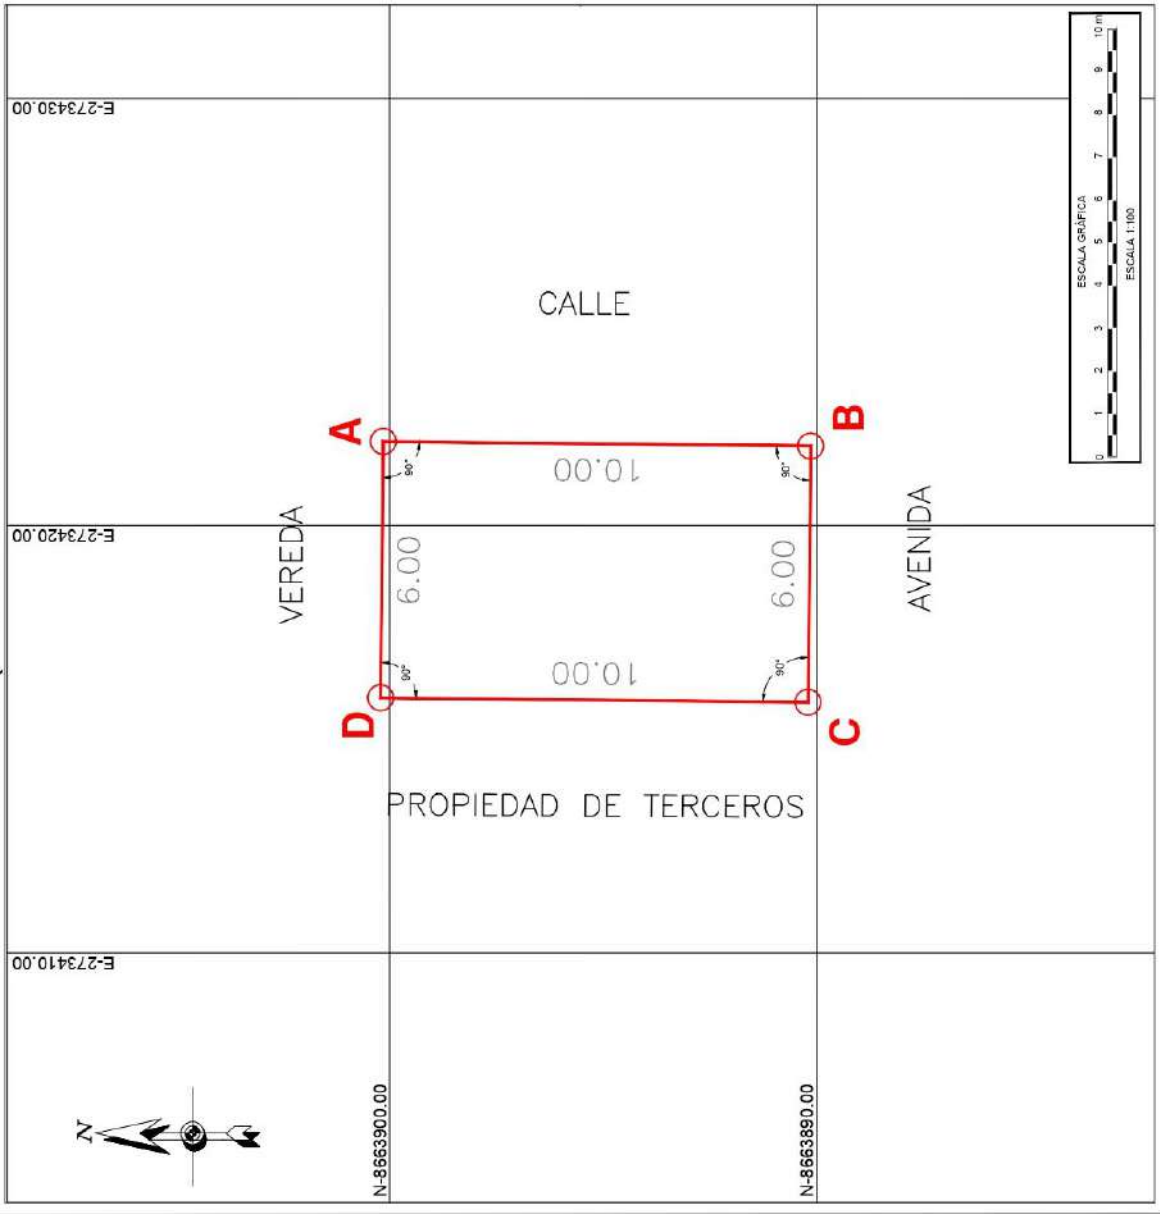 E-273430.00
E-273420.00
E-273410.00
N
N-8663900.00
N-8663890.00
VEREDA
CALLE
AVENIDA
PROPIEDAD DE TERCEROS
A
B
C
D
10.00
6.00
6.00
10.00
90°
90°
90°
90°
ESCALA GRÁFICA
0 1 2 3 4 5 6 7 8 9 10 m
ESCALA 1:100